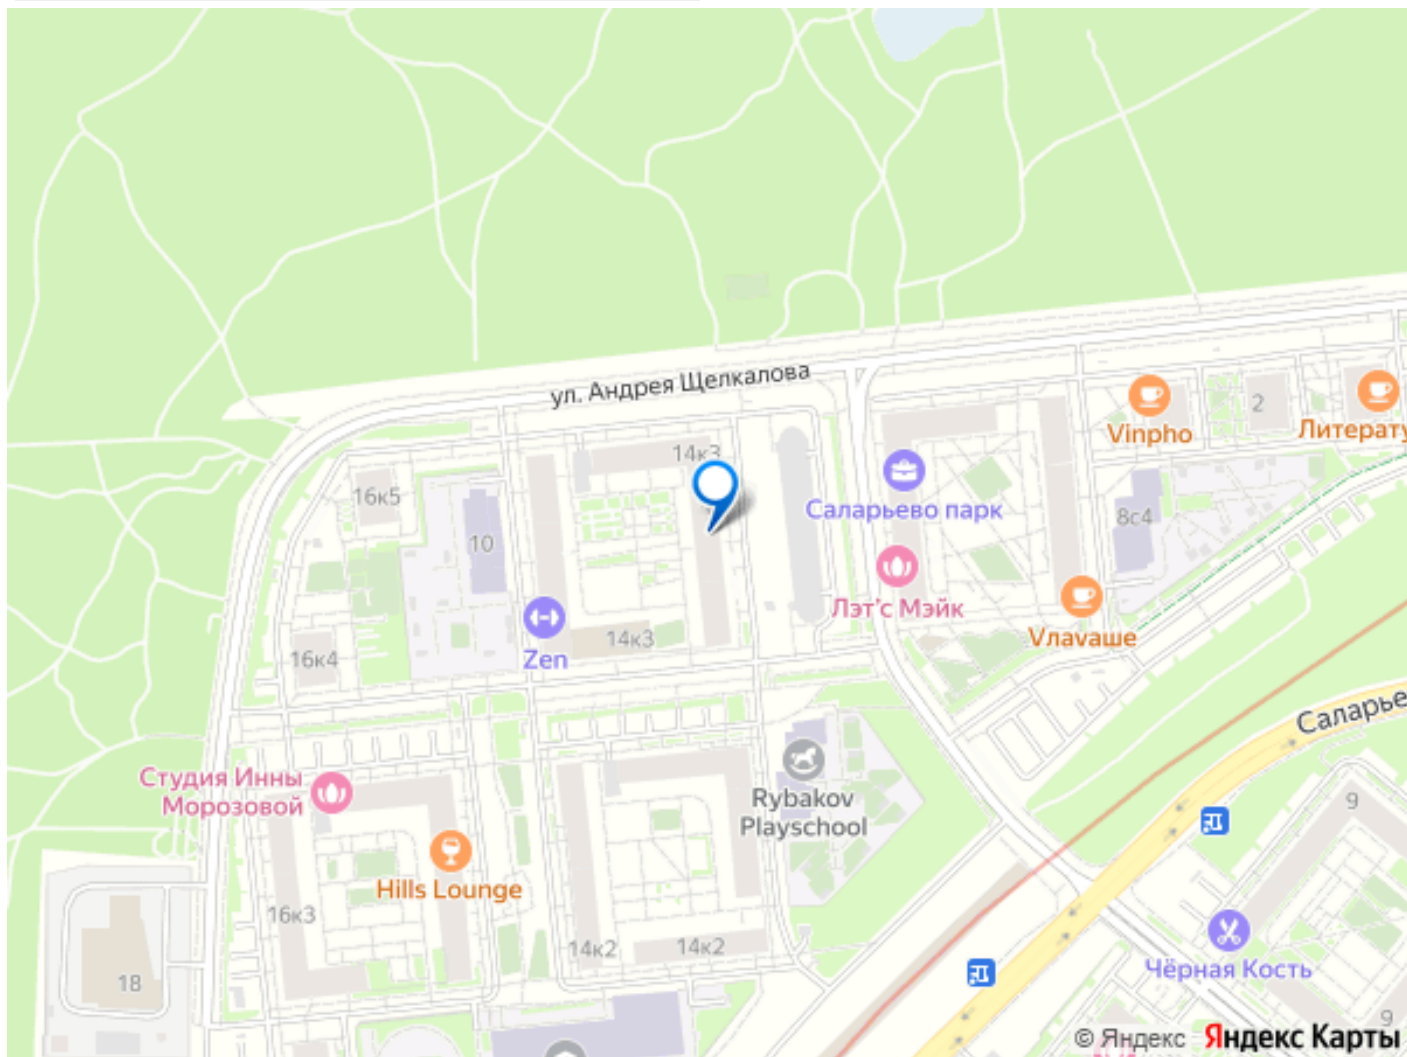 ул. Андрея Щелкалова
2
Vinpho
Литерату
14к3
16к5
Саларьево парк
8с4
10
Лэт'с Мэйк
Vлаvаше
14к3
Zen
16к4
Саларье
Студия Инны
Морозовой
Rybakov
Playschool
9
Hills Lounge
16к3
14к2
14к2
Чёрная Кость
18
9
© Яндекс Яндекс Карты